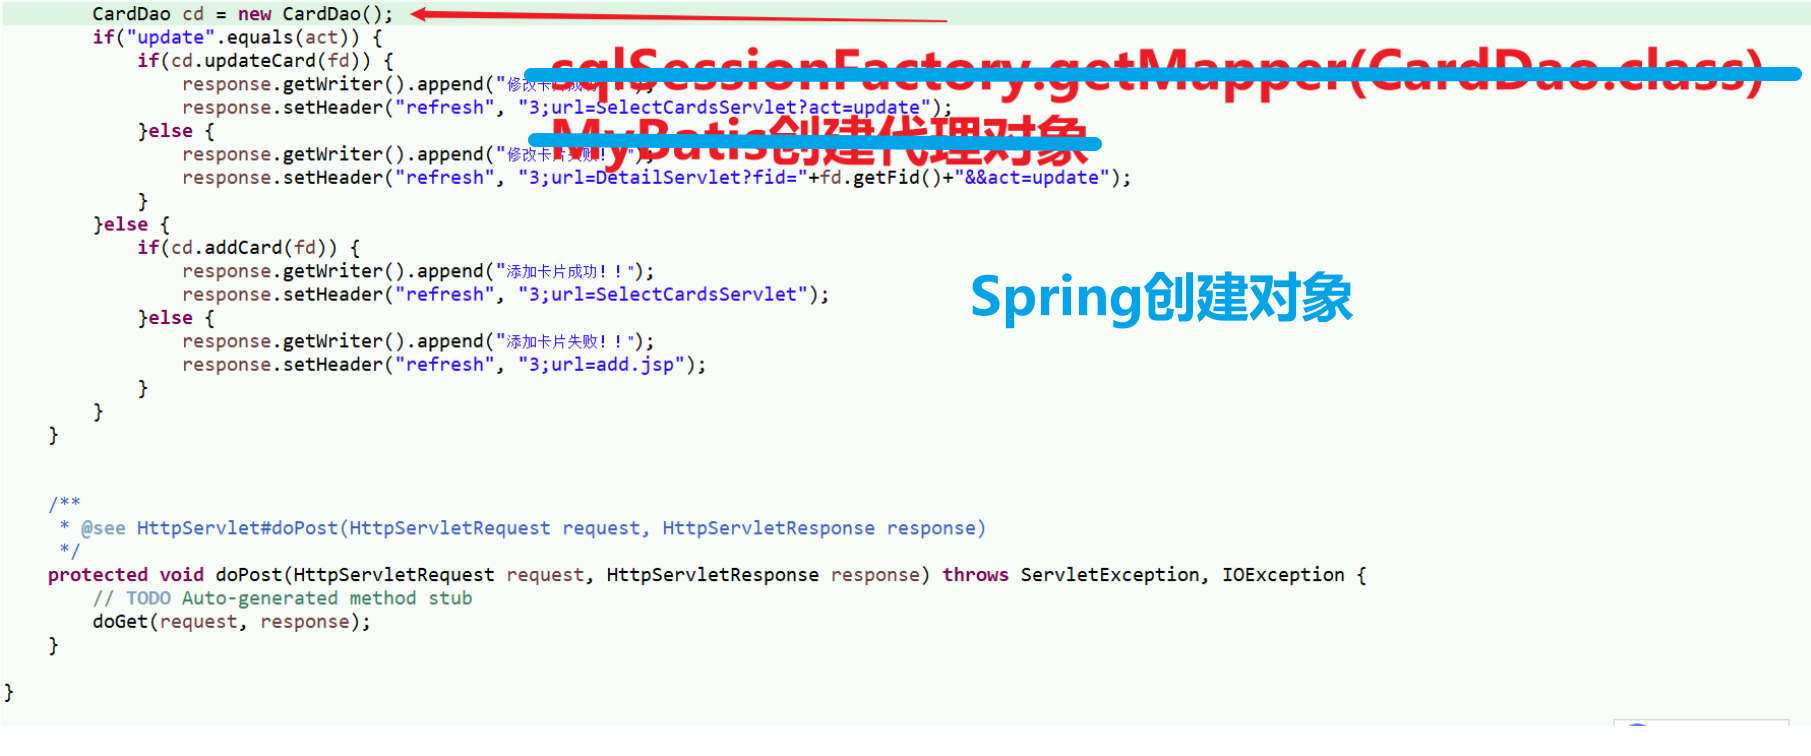 CardDao cd = new CardDao();
if("update".equals(act)) {
if(cd.updateCard(fd)) {
sqlSessionFactory.getMapper(CardDao.class)
response.getWriter().append("修改卡片成功");
response.setHeader("refresh", "3;url=SelectCardsServlet?act=update");
}else {
MyBatis创建代理对象
response.getWriter().append("修改卡片失败!");
response.setHeader("refresh", "3;url=DetailServlet?fid="+fd.getFid()+"&&act=update");
}
}else {
if(cd.addCard(fd)) {
response.getWriter().append("添加卡片成功！！");
response.setHeader("refresh", "3;url=SelectCardsServlet");
Spring创建对象
}else {
response.getWriter().append("添加卡片失败！！");
response.setHeader("refresh", "3;url=add.jsp");
}
}
}
/**
* @see HttpServlet#doPost(HttpServletRequest request, HttpServletResponse response)
*/
protected void doPost(HttpServletRequest request, HttpServletResponse response) throws ServletException, IOException {
// TODO Auto-generated method stub
doGet(request, response);
}
}